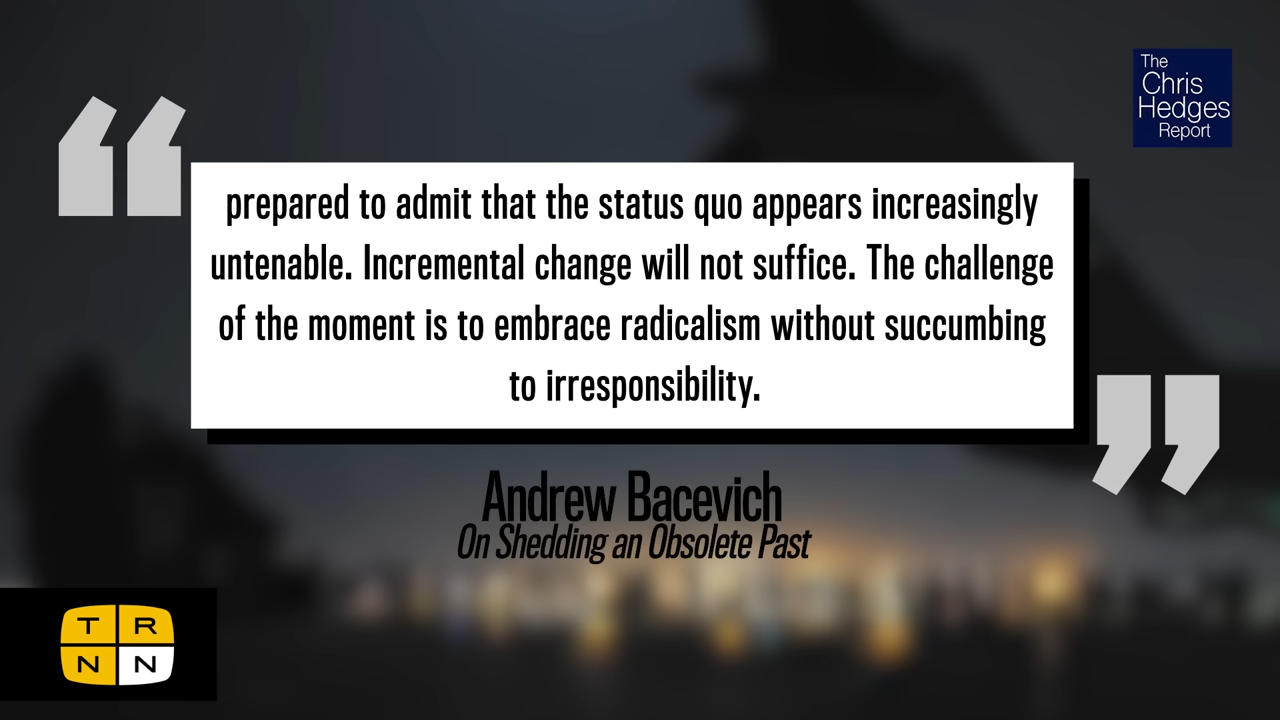 The
Chris
Hedges
Report
“
prepared to admit that the status quo appears increasingly
untenable. Incremental change will not suffice. The challenge
of the moment is to embrace radicalism without succumbing
to irresponsibility.
”
Andrew Bacevich
On Shedding an Obsolete Past
T R
N N